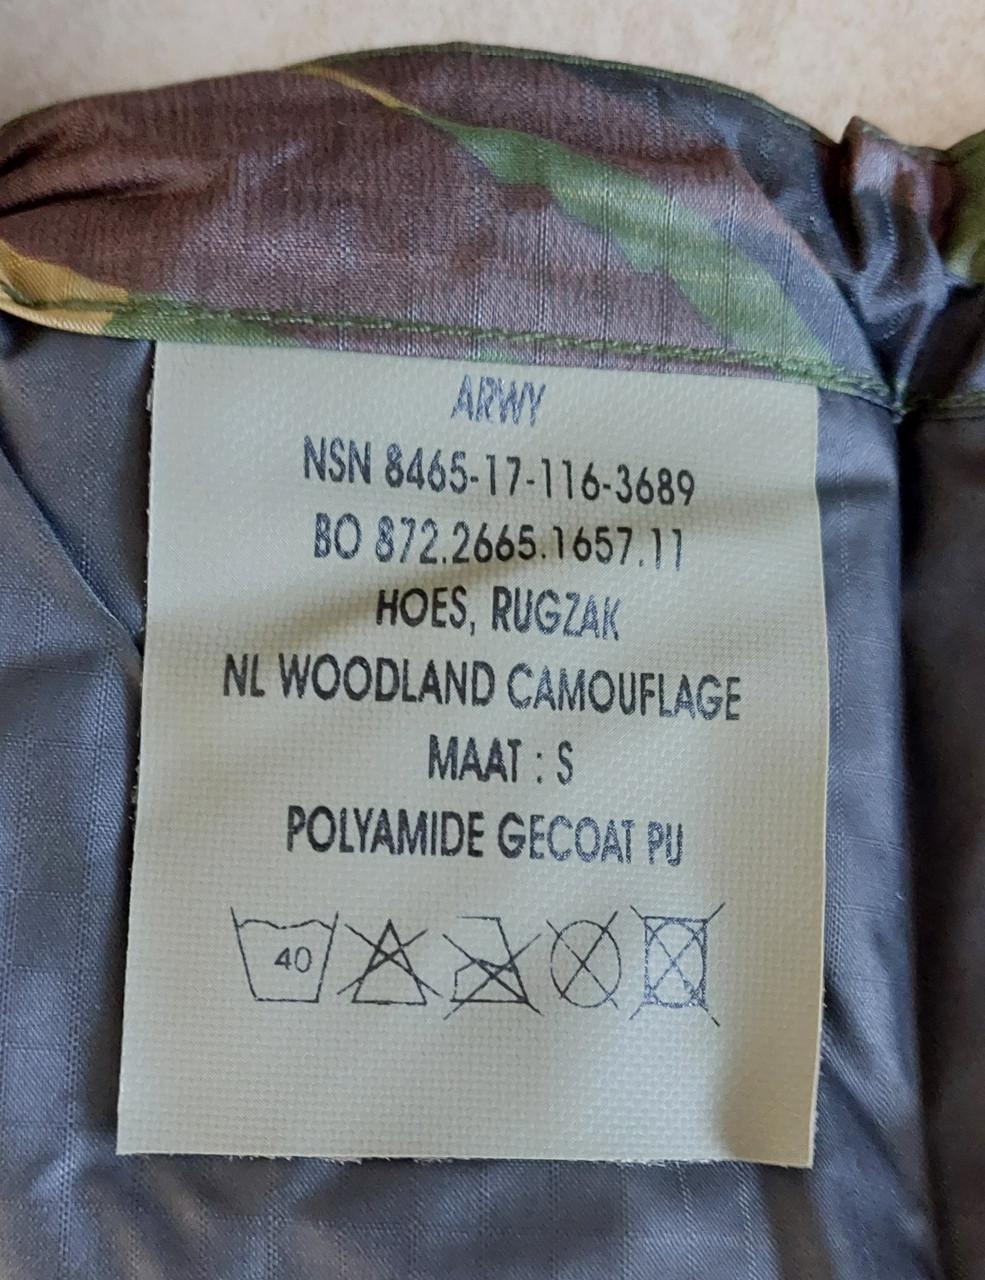 ARWY
NSN 8465-17-116-3689
BO 872.2665.1657.11
HOES, RUGZAK
NL WOODLAND CAMOUFLAGE
MAAT : S
POLYAMIDE GECOAT PU
40